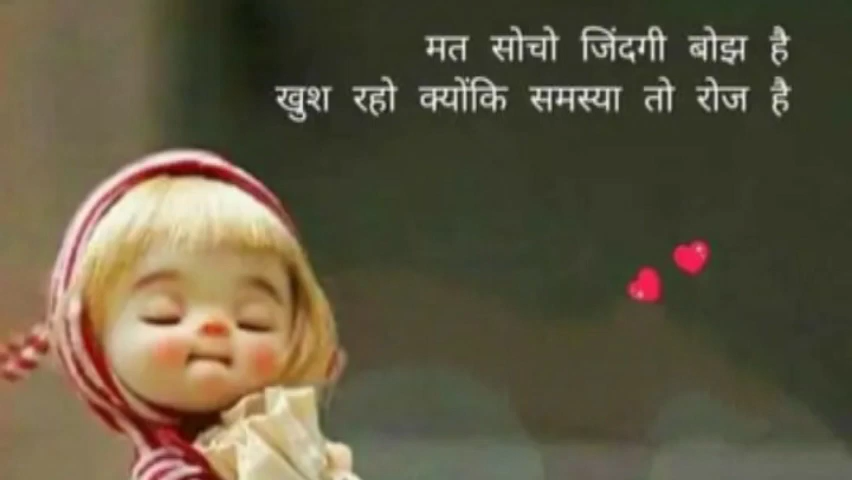 मत सोचो जिंदगी बोझ है
खुश रहो क्योंकि समस्या तो रोज है